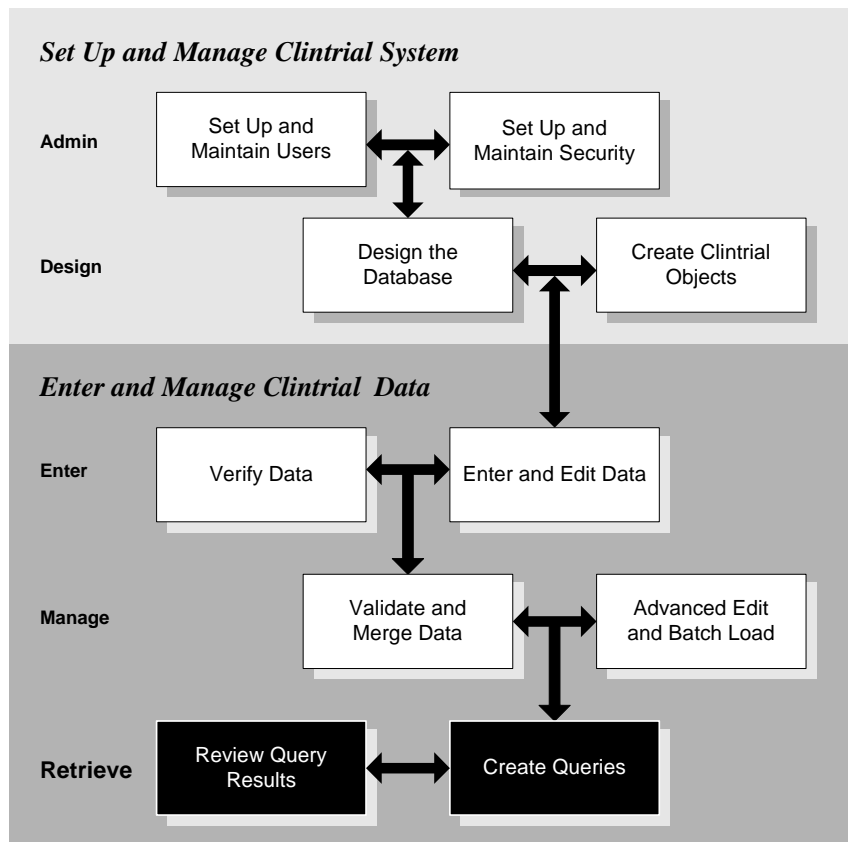 Set Up and Manage Clintrial System
Admin
Set Up and
Maintain Users
Set Up and
Maintain Security
Design
Design the
Database
Create Clintrial
Objects
Enter and Manage Clintrial Data
Enter
Verify Data
Enter and Edit Data
Manage
Validate and
Merge Data
Advanced Edit
and Batch Load
Retrieve
Review Query
Results
Create Queries